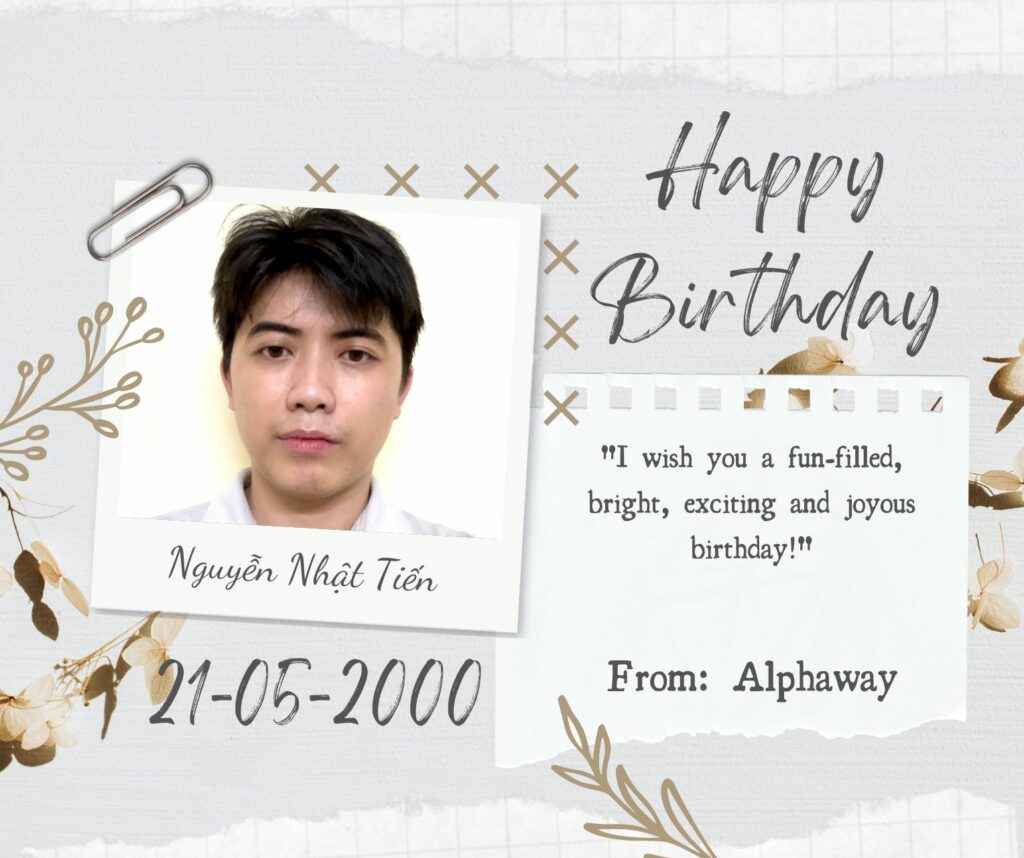 Happy
Birthday
Nguyễn Nhật Tiến
21-05-2000
"I wish you a fun-filled,
bright, exciting and joyous
birthday!"
From: Alphaway